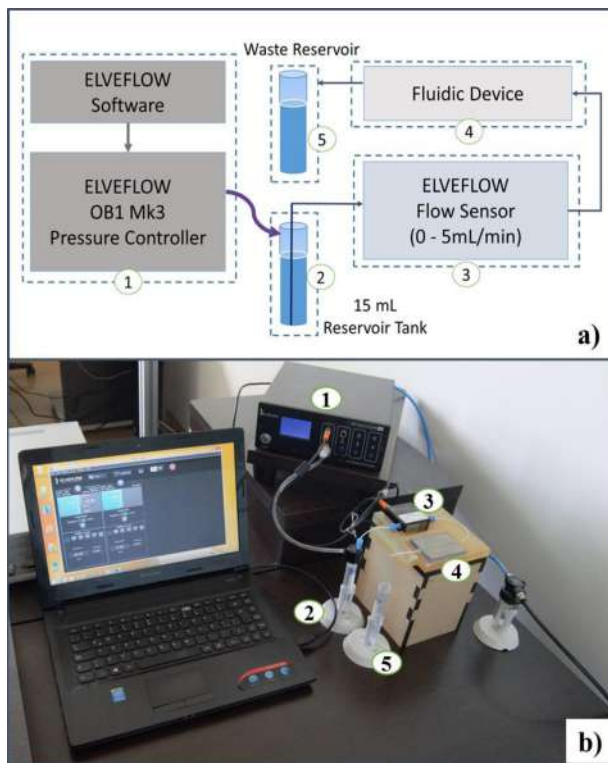 Waste Reservoir
ELVEFLOW
Software
Fluidic Device
5
4
ELVEFLOW
OB1 Mk3
Pressure Controller
ELVEFLOW
Flow Sensor
(0 - 5mL/min)
1
2
3
15 mL
Reservoir Tank
a)
1
3
4
2
5
b)